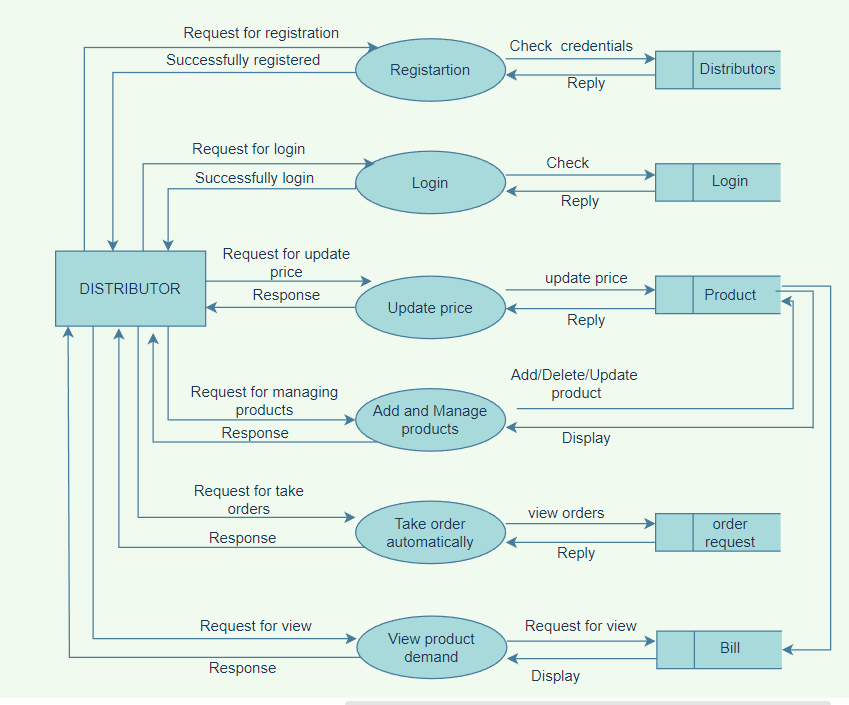 Request for registration
Successfully registered
Registartion
Check  credentials
Reply
Distributors
Request for login
Successfully login
Login
Check
Reply
Login
DISTRIBUTOR
Request for update
price
Response
Update price
update price
Reply
Product
Request for managing
products
Response
Add and Manage
products
Add/Delete/Update
product
Display
Request for take
orders
Response
Take order
automatically
view orders
Reply
order
request
Request for view
Response
View product
demand
Request for view
Display
Bill